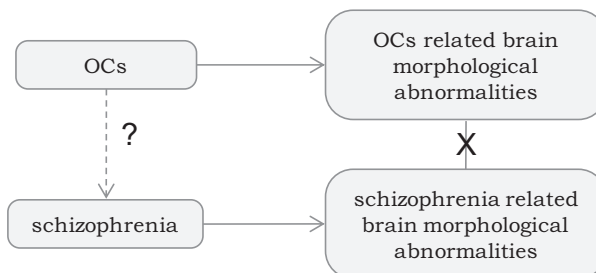 OCs
OCs related brain
morphological
abnormalities
?
X
schizophrenia
schizophrenia related
brain morphological
abnormalities